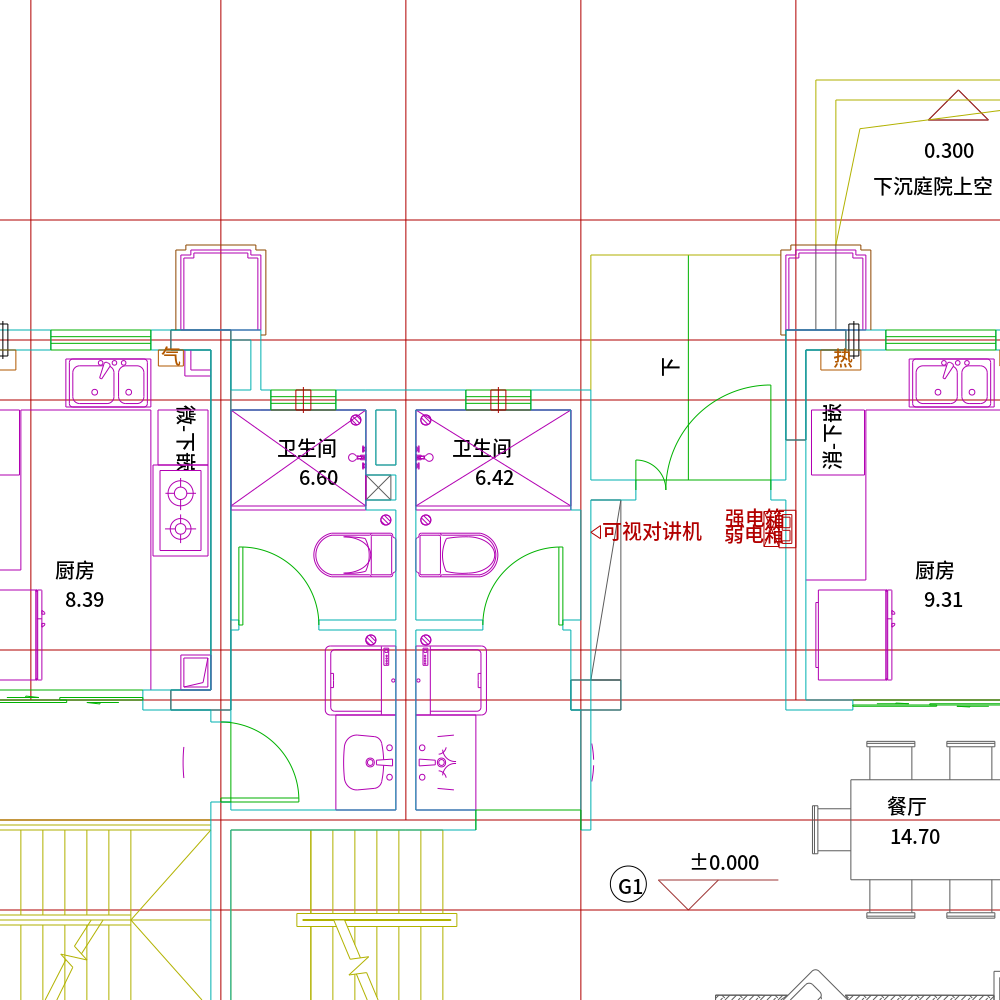 0.300
下沉庭院上空
气
热
下
微-下嵌
消-下嵌
卫生间
6.60
卫生间
6.42
强电箱
可视对讲机
弱电箱
厨房
8.39
厨房
9.31
餐厅
14.70
±0.000
G1